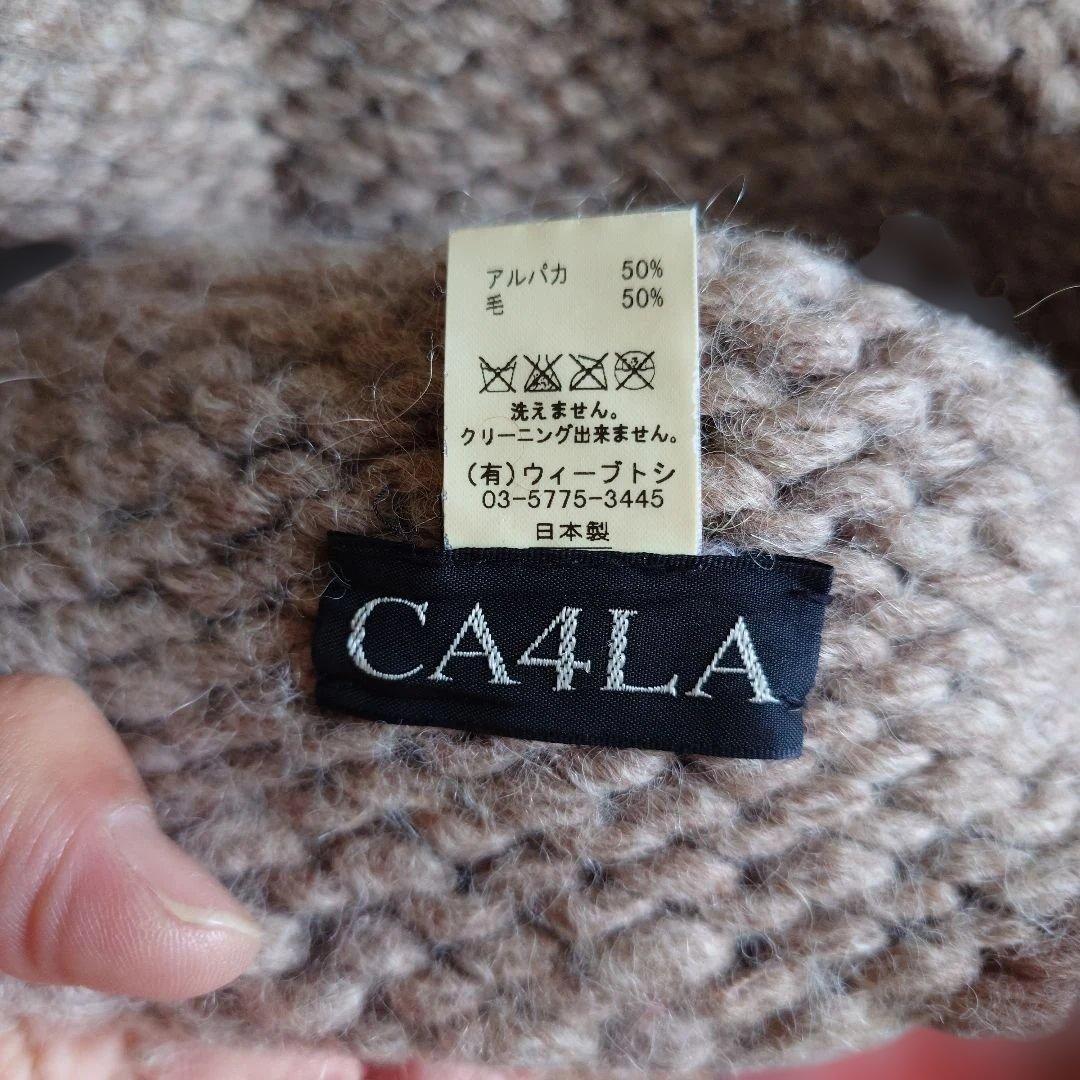 アルパカ 50%
毛 50%
洗えません。
クリーニング出来ません。
(有)ウィーブトシ
03-5775-3445
日本製
CA4LA